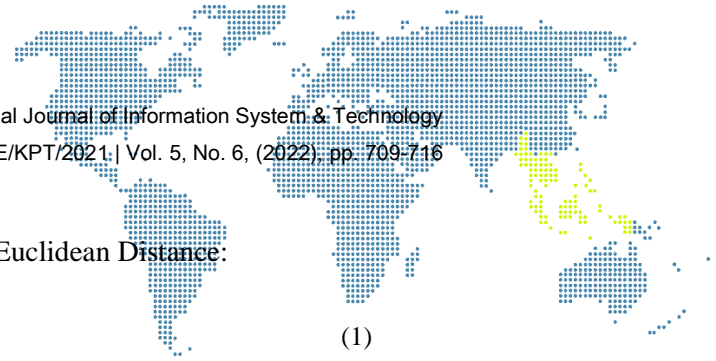 al Journal of Information System & Technology
E/KPT/2021 | Vol. 5, No. 6, (2022), pp. 709-716
Euclidean Distance:
(1)